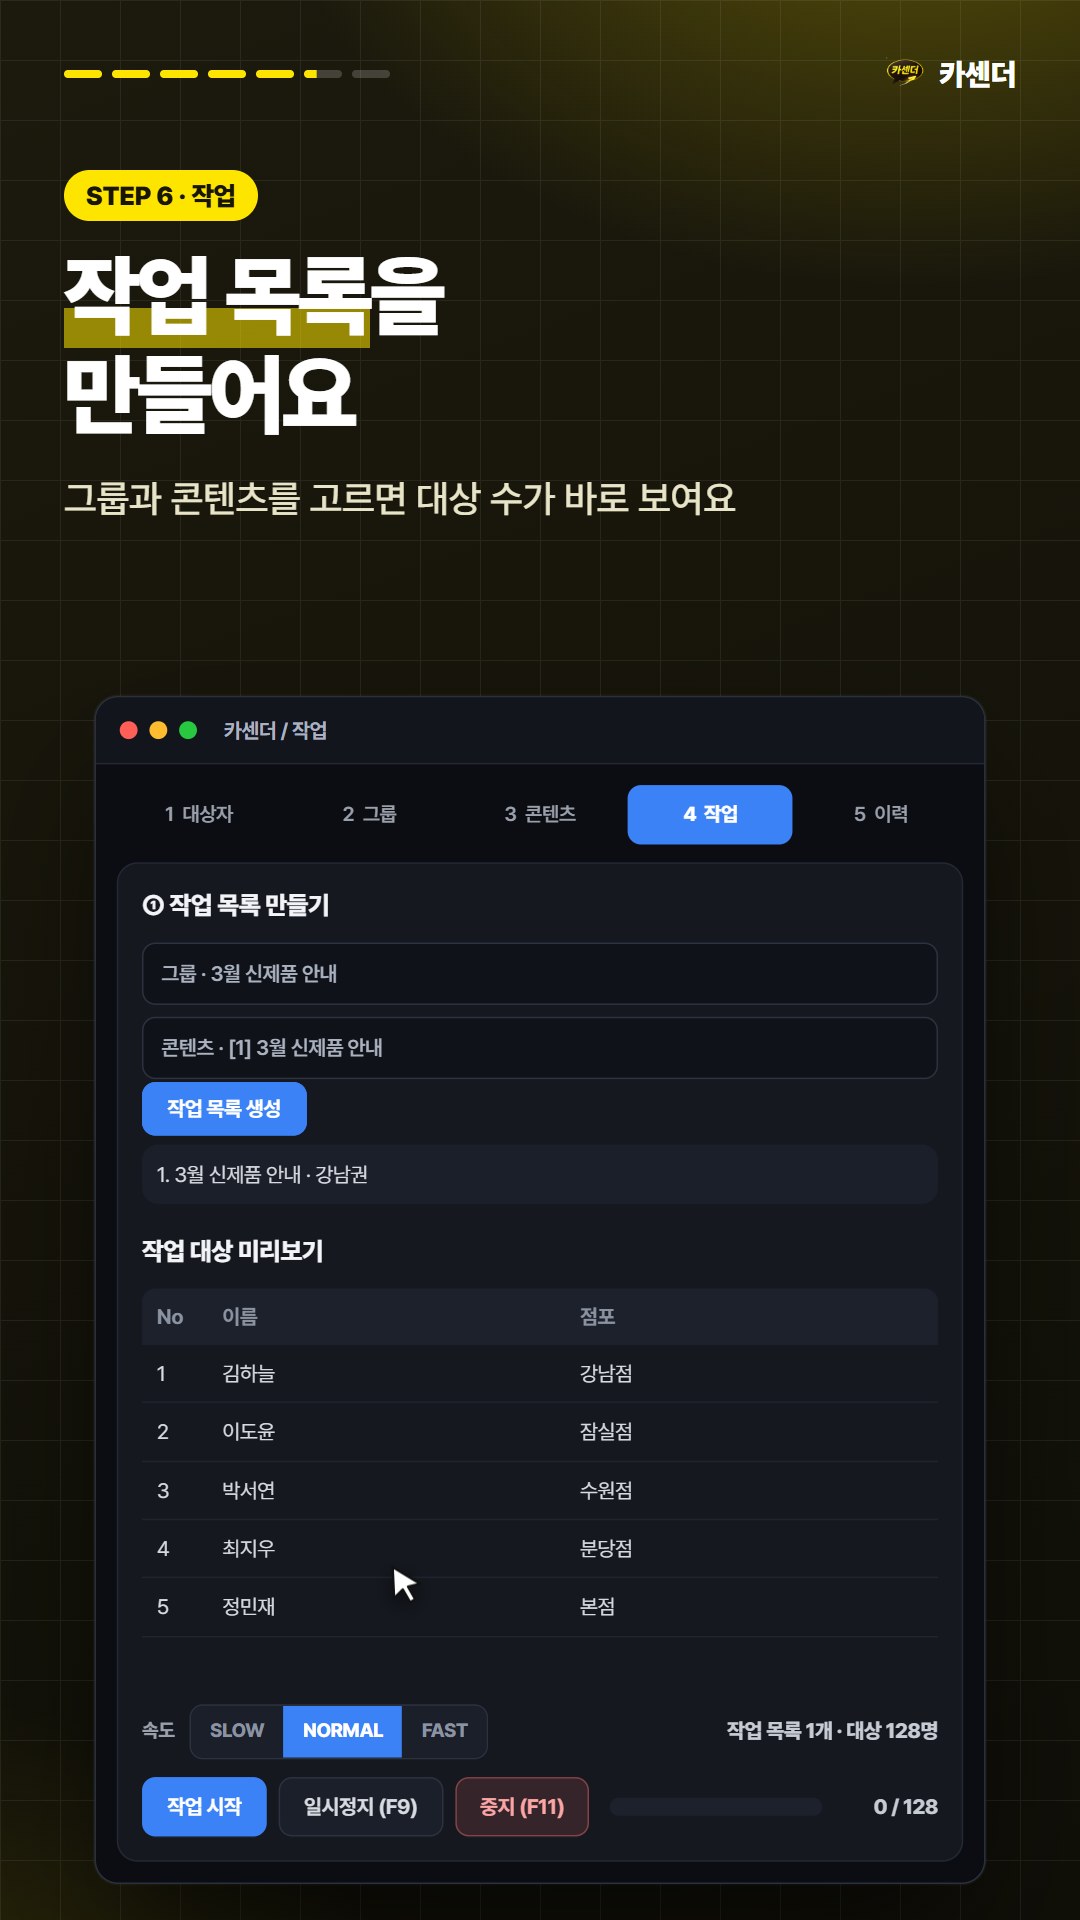 카센더
카센더
STEP 6 · 작업
작업 목록을
만들어요
그룹과 콘텐츠를 고르면 대상 수가 바로 보여요
카센더 / 작업
1 대상자 2 그룹 3 콘텐츠 4 작업 5 이력
① 작업 목록 만들기
그룹 · 3월 신제품 안내
콘텐츠 · [1] 3월 신제품 안내
작업 목록 생성
1. 3월 신제품 안내 · 강남권
작업 대상 미리보기
No 이름 점포
1 김하늘 강남점
2 이도윤 잠실점
3 박서연 수원점
4 최지우 분당점
5 정민재 본점
속도 SLOW NORMAL FAST 작업 목록 1개 · 대상 128명
작업 시작 일시정지 (F9) 중지 (F11) 0 / 128